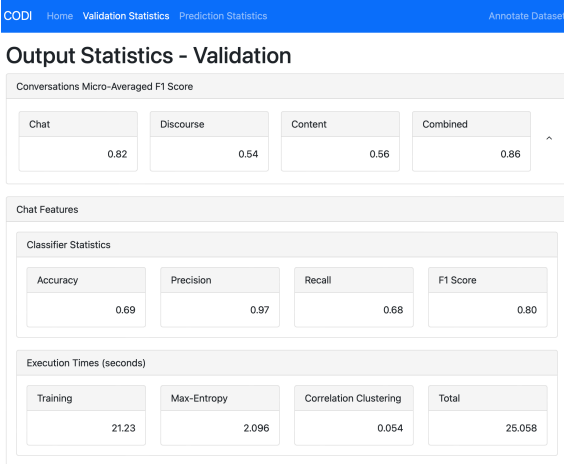 CODI Home Validation Statistics Prediction Statistics Annotate Dataset
Output Statistics - Validation
Conversations Micro-Averaged F1 Score
Chat Discourse Content Combined
0.82 0.54 0.56 0.86
Chat Features
Classifier Statistics
Accuracy Precision Recall F1 Score
0.69 0.97 0.68 0.80
Execution Times (seconds)
Training Max-Entropy Correlation Clustering Total
21.23 2.096 0.054 25.058